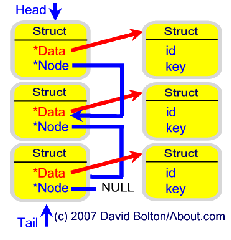 Head
Struct
*Data
*Node
Struct
id
key
Struct
*Data
*Node
Struct
id
key
Struct
*Data
*Node
NULL
Struct
id
key
Tail
(c) 2007 David Bolton/About.com